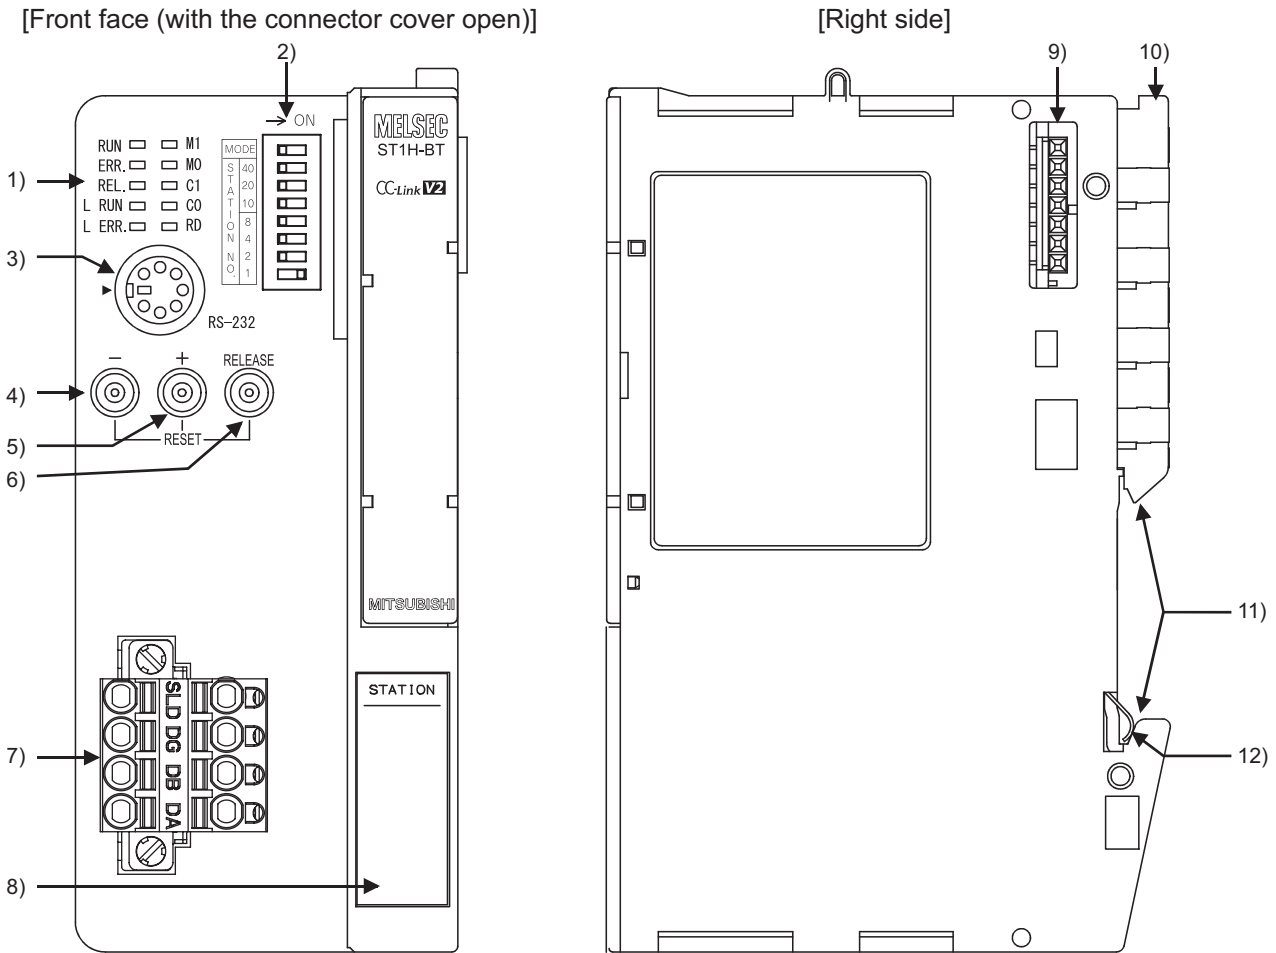 [Front face (with the connector cover open)]
[Right side]
2)
9)
10)
ON
MELSEC
ST1H-BT
CC-Link V2
RUN M1
ERR. M0
REL. C1
L RUN C0
L ERR. RD
MODE
STATION NO.
40
20
10
8
4
2
1
1)
3)
RS-232
- + RELEASE
4)
RESET
5)
6)
MITSUBISHI
11)
STATION
SLD DG DB DA
7)
12)
8)